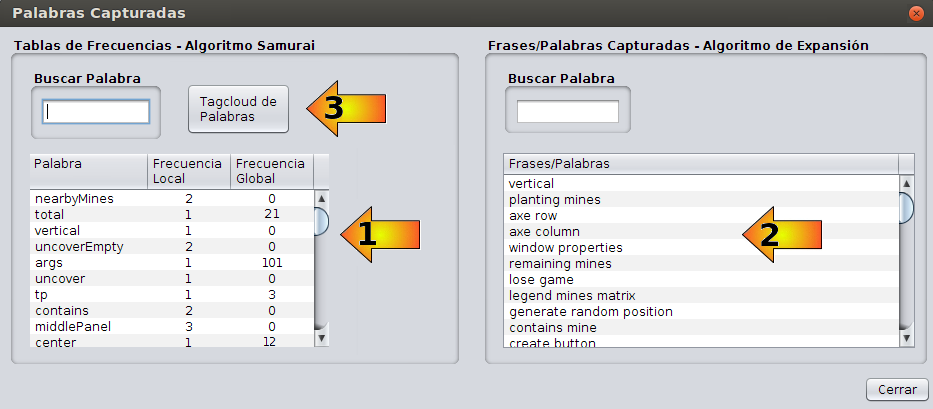 Palabras Capturadas
Tablas de Frecuencias - Algoritmo Samurai
Buscar Palabra
Tagcloud de
Palabras
3
Palabra Frecuencia Local Frecuencia Global
nearbyMines 2 0
total 1 21
vertical 1 0
uncoverEmpty 2 0
args 1 101
uncover 1 0
tp 1 3
contains 2 0
middlePanel 3 0
center 1 12
1
Frases/Palabras Capturadas - Algoritmo de Expansión
Buscar Palabra
Frases/Palabras
vertical
planting mines
axe row
axe column
window properties
remaining mines
lose game
legend mines matrix
generate random position
contains mine
create button
2
Cerrar